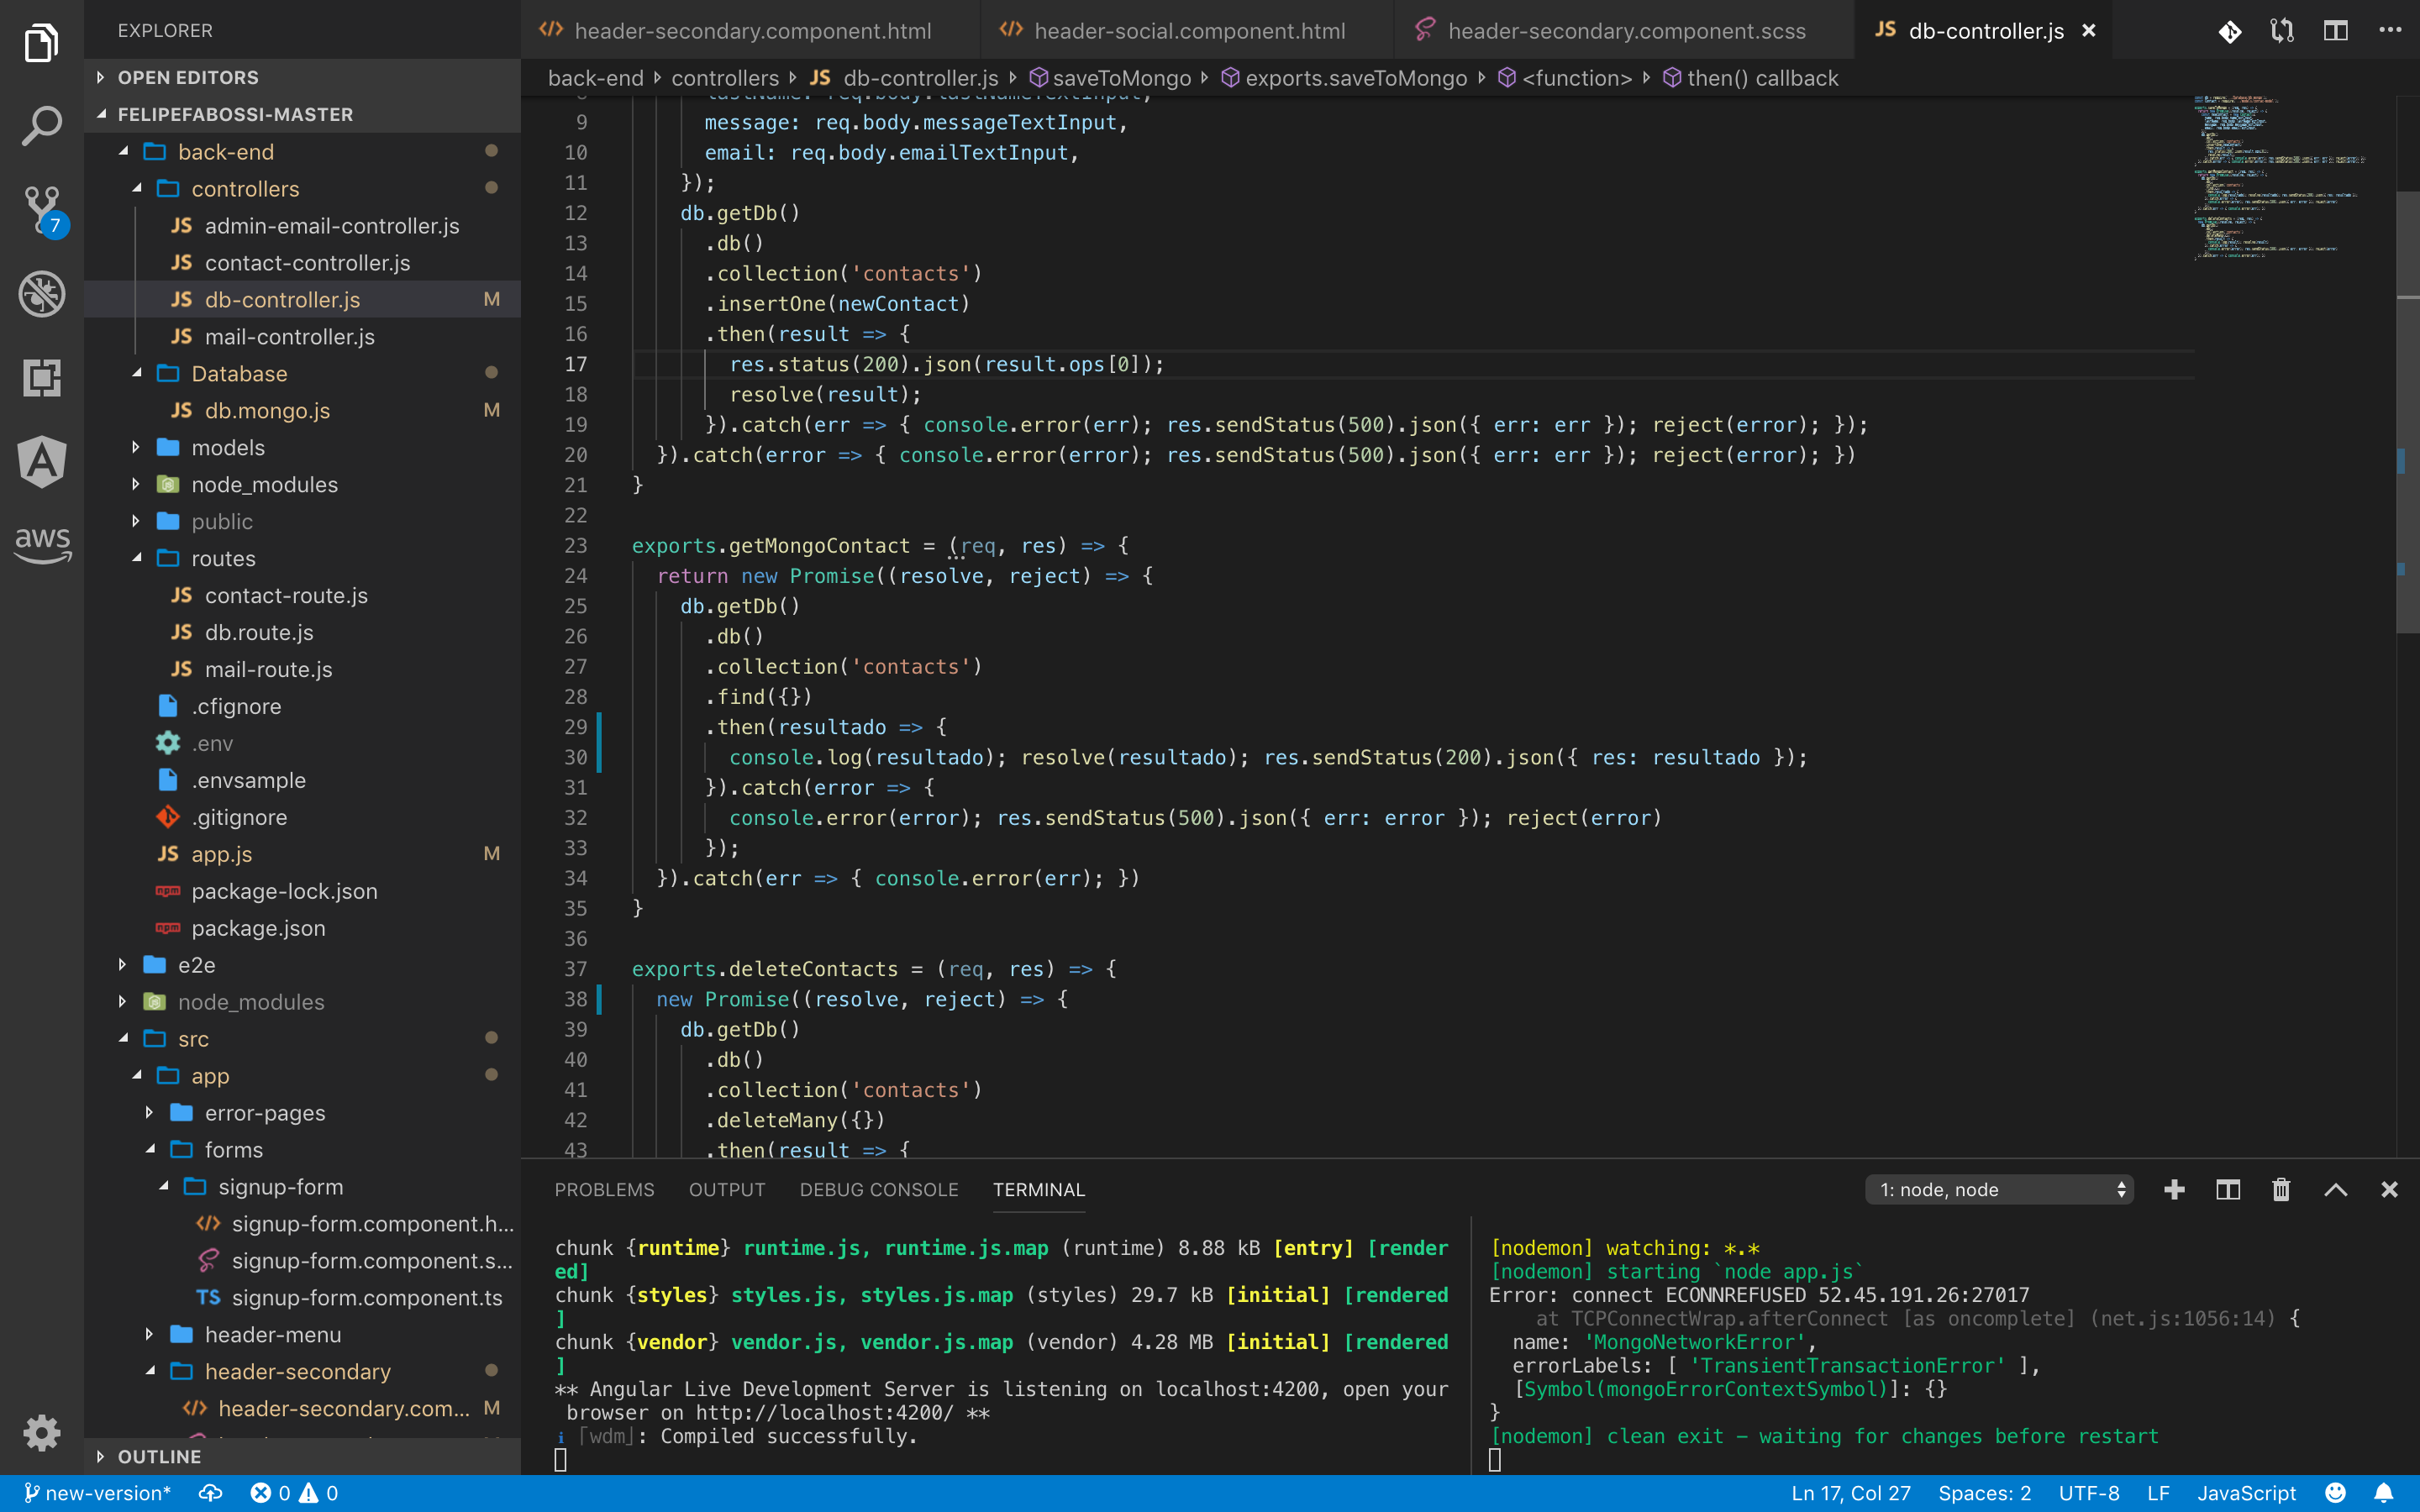 EXPLORER
OPEN EDITORS
FELIPEFABOSSI-MASTER
back-end
controllers
JS admin-email-controller.js
JS contact-controller.js
JS db-controller.js M
JS mail-controller.js
Database
JS db.mongo.js M
models
node_modules
public
routes
JS contact-route.js
JS db.route.js
JS mail-route.js
.cfignore
.env
.envsample
.gitignore
JS app.js M
npm package-lock.json
npm package.json
e2e
node_modules
src
app
error-pages
forms
signup-form
signup-form.component.h...
signup-form.component.s...
TS signup-form.component.ts
header-menu
header-secondary
header-secondary.com... M
OUTLINE
7
aws
header-secondary.component.html
header-social.component.html
header-secondary.component.scss
JS db-controller.js ×
back-end controllers JS db-controller.js saveToMongo exports.saveToMongo <function> then() callback
9 message: req.body.messageTextInput,
10 email: req.body.emailTextInput,
11 });
12 db.getDb()
13 .db()
14 .collection('contacts')
15 .insertOne(newContact)
16 .then(result => {
17 res.status(200).json(result.ops[0]);
18 resolve(result);
19 }).catch(err => { console.error(err); res.sendStatus(500).json({ err: err }); reject(error); });
20 }).catch(error => { console.error(error); res.sendStatus(500).json({ err: err }); reject(error); })
21 }
22
23 exports.getMongoContact = (req, res) => {
24 return new Promise((resolve, reject) => {
25 db.getDb()
26 .db()
27 .collection('contacts')
28 .find({})
29 .then(resultado => {
30 console.log(resultado); resolve(resultado); res.sendStatus(200).json({ res: resultado });
31 }).catch(error => {
32 console.error(error); res.sendStatus(500).json({ err: error }); reject(error)
33 });
34 }).catch(err => { console.error(err); })
35 }
36
37 exports.deleteContacts = (req, res) => {
38 new Promise((resolve, reject) => {
39 db.getDb()
40 .db()
41 .collection('contacts')
42 .deleteMany({})
43 .then(result => {
PROBLEMS OUTPUT DEBUG CONSOLE TERMINAL
1: node, node
chunk {runtime} runtime.js, runtime.js.map (runtime) 8.88 kB [entry] [render
ed]
chunk {styles} styles.js, styles.js.map (styles) 29.7 kB [initial] [rendered
]
chunk {vendor} vendor.js, vendor.js.map (vendor) 4.28 MB [initial] [rendered
]
** Angular Live Development Server is listening on localhost:4200, open your
browser on http://localhost:4200/ **
ℹ ｢wdm｣: Compiled successfully.
[nodemon] watching: *.*
[nodemon] starting `node app.js`
Error: connect ECONNREFUSED 52.45.191.26:27017
at TCPConnectWrap.afterConnect [as oncomplete] (net.js:1056:14) {
name: 'MongoNetworkError',
errorLabels: [ 'TransientTransactionError' ],
[Symbol(mongoErrorContextSymbol)]: {}
}
[nodemon] clean exit - waiting for changes before restart
new-version* 0 0
Ln 17, Col 27 Spaces: 2 UTF-8 LF JavaScript